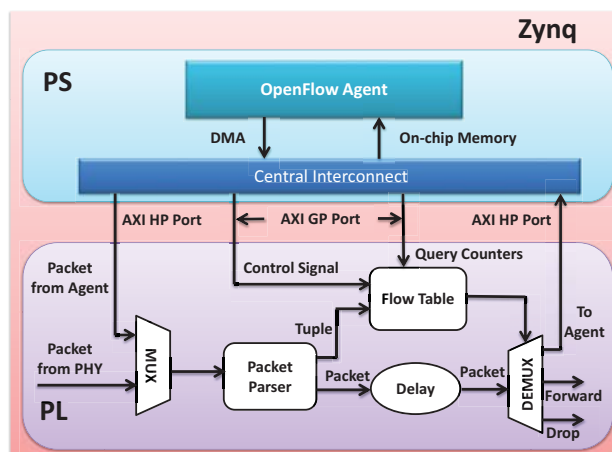 Zynq
PS
OpenFlow Agent
DMA
On-chip Memory
Central Interconnect
AXI HP Port
AXI GP Port
AXI HP Port
Packet
from Agent
Control Signal
Query Counters
Flow Table
To
Agent
Tuple
MUX
Packet
from PHY
Packet
Parser
Packet
Delay
Packet
DEMUX
Forward
Drop
PL